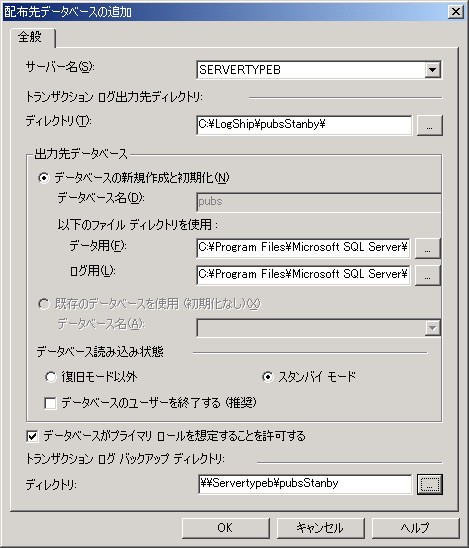 配布先データベースの追加
全般
サーバー名(S): SERVERTYPEB
トランザクション ログ出力先ディレクトリ:
ディレクトリ(T): C:¥LogShip¥pubsStanby¥ ...
出力先データベース
データベースの新規作成と初期化(N)
データベース名(D): pubs
以下のファイル ディレクトリを使用:
データ用(F): C:¥Program Files¥Microsoft SQL Server¥ ...
ログ用(L): C:¥Program Files¥Microsoft SQL Server¥ ...
既存のデータベースを使用 (初期化なし)(X)
データベース名(A):
データベース読み込み状態
復旧モード以外 スタンバイ モード
データベースのユーザーを終了する (推奨)
データベースがプライマリ ロールを想定することを許可する
トランザクション ログ バックアップ ディレクトリ:
ディレクトリ: ¥¥Servertypeb¥pubsStanby ...
OK キャンセル ヘルプ